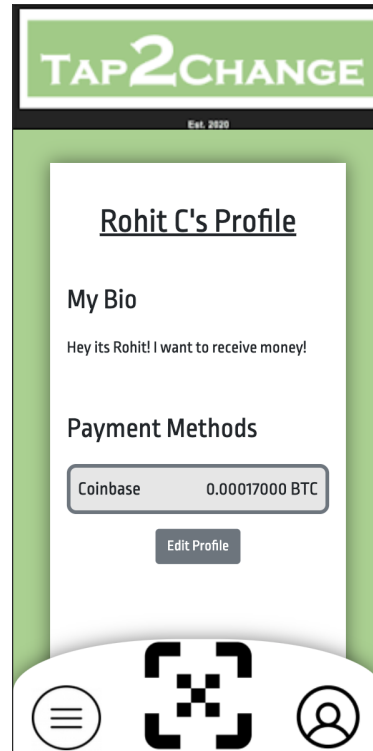 TAP2CHANGE
Est. 2020
Rohit C's Profile
My Bio
Hey its Rohit! I want to receive money!
Payment Methods
Coinbase 0.00017000 BTC
Edit Profile